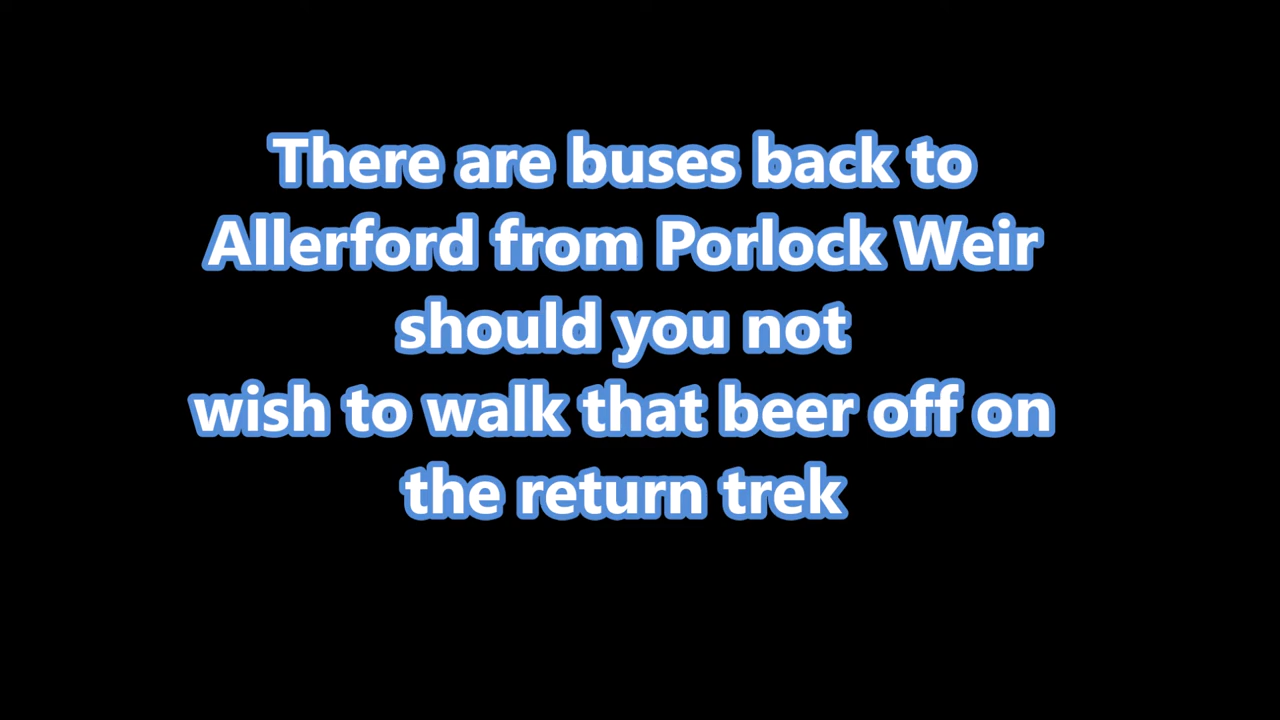 There are buses back to
Allerford from Porlock Weir
should you not
wish to walk that beer off on
the return trek